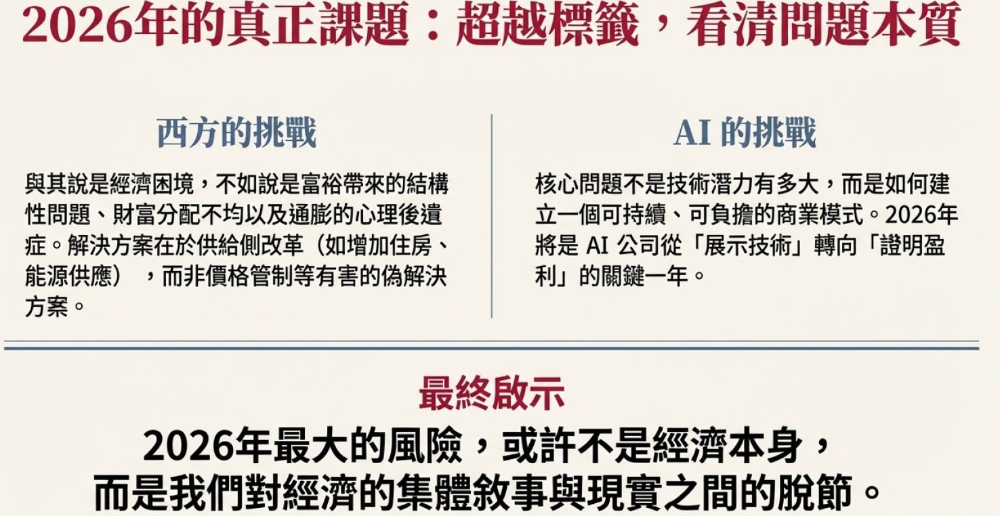 2026年的真正課題：超越標籤，看清問題本質
西方的挑戰
與其說是經濟困境，不如說是富裕帶來的結構
性問題、財富分配不均以及通膨的心理後遺
症。解決方案在於供給側改革（如增加住房、
能源供應），而非價格管制等有害的偽解決
方案。
AI 的挑戰
核心問題不是技術潛力有多大，而是如何建
立一個可持續、可負擔的商業模式。2026年
將是 AI 公司從「展示技術」轉向「證明盈
利」的關鍵一年。
最終啟示
2026年最大的風險，或許不是經濟本身，
而是我們對經濟的集體敘事與現實之間的脫節。